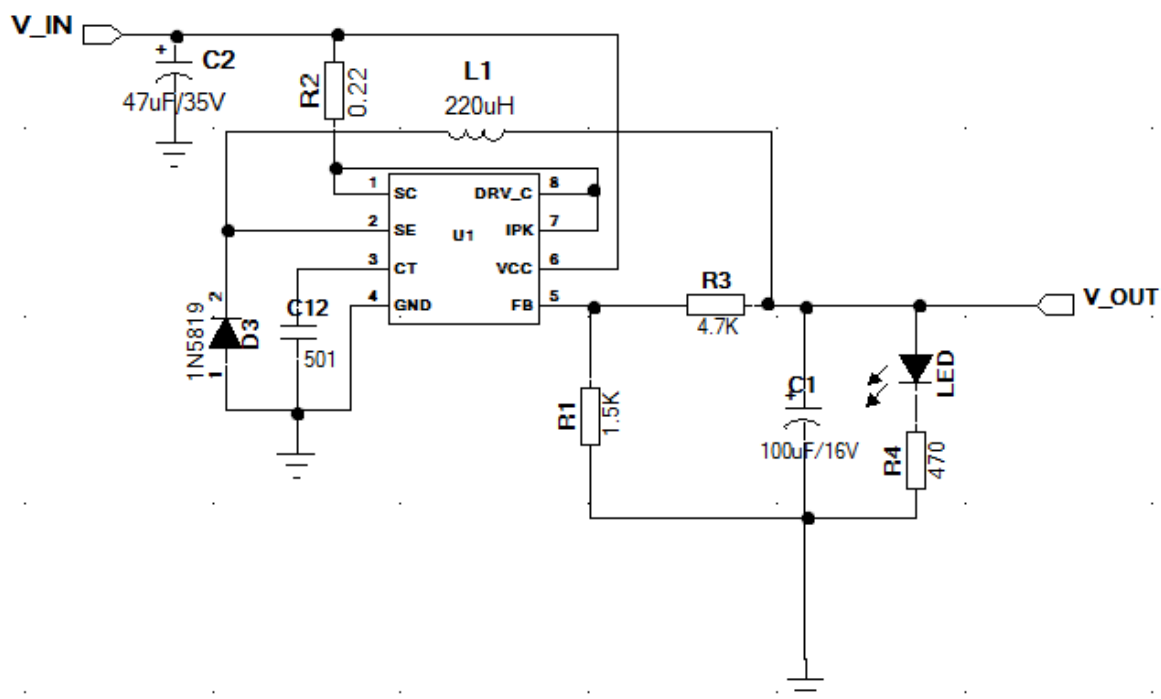 V_IN
+
C2
47uF/35V
R2
0.22
L1
220uH
1
SC
DRV_C
8
2
SE
U1
IPK
7
3
CT
VCC
6
4
GND
FB
5
2
1N5819
D3
1
C12
501
R3
4.7K
V_OUT
R1
1.5K
C1
+
100uF/16V
LED
R4
470